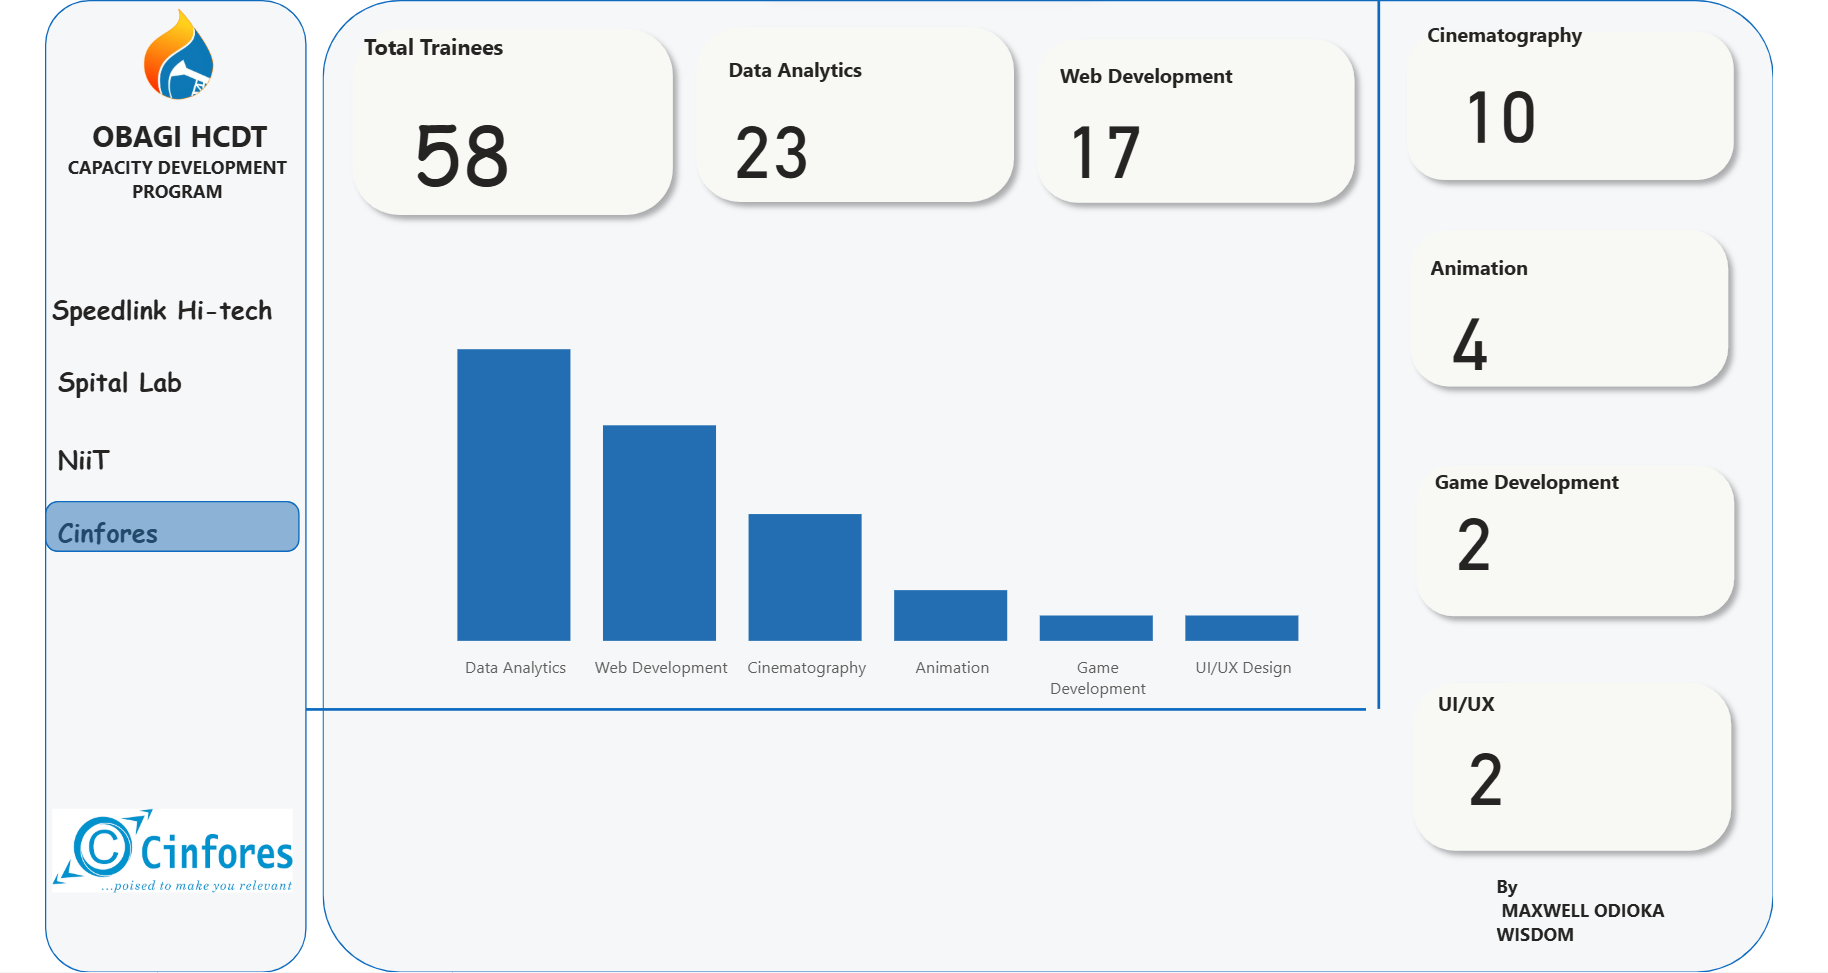 OBAGI HCDT
CAPACITY DEVELOPMENT
PROGRAM
Speedlink Hi-tech
Spital Lab
NiiT
Cinfores
©Cinfores
...poised to make you relevant
Total Trainees
58
Data Analytics
23
Web Development
17
Data Analytics
Web Development
Cinematography
Animation
Game
Development
UI/UX Design
Cinematography
10
Animation
4
Game Development
2
UI/UX
2
By
MAXWELL ODIOKA
WISDOM